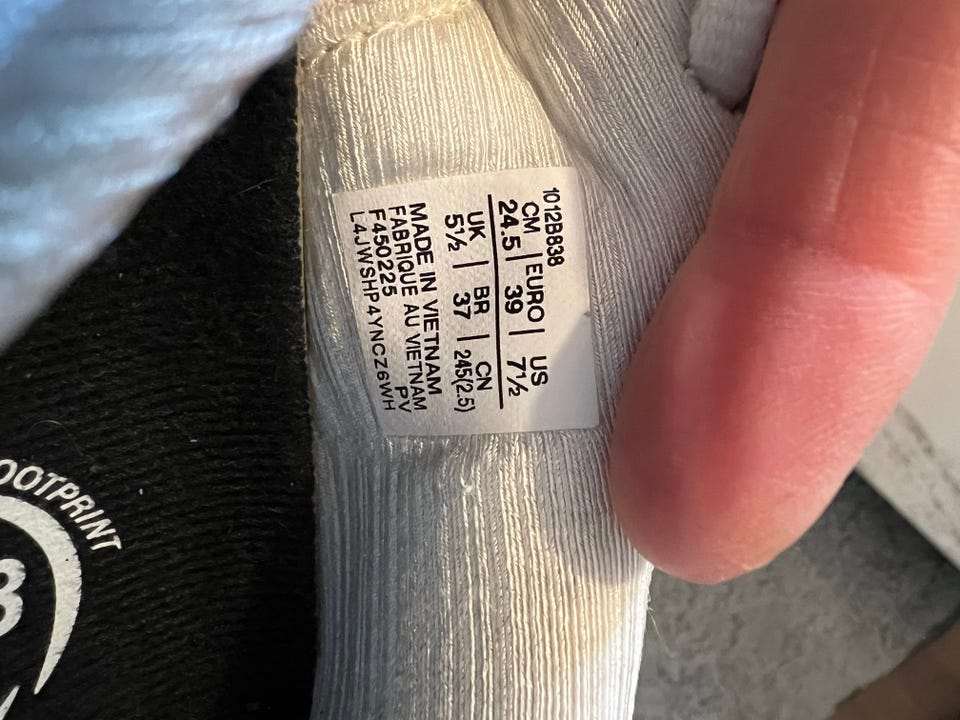 1012B838
CM | EURO | US
24.5 | 39 | 7½
UK | BR | CN
5½ | 37 | 245(2.5)
MADE IN VIETNAM
FABRIQUE AU VIETNAM
F450225 PV
L4JWSHP4YNCZ6WH
OOTPRINT